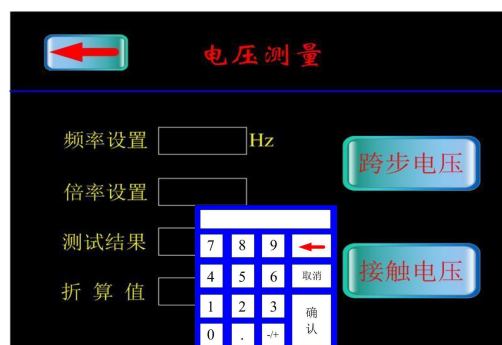 电压测量
频率设置 Hz
倍率设置
跨步电压
测试结果
7 8 9
4 5 6 取消
折算值
接触电压
1 2 3 确认
0 . -/+